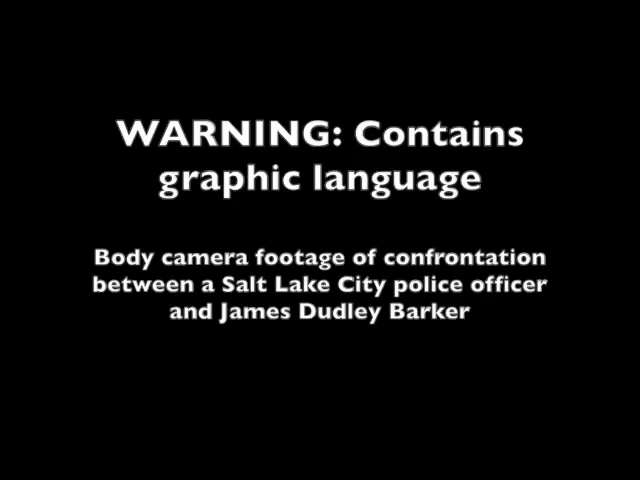 WARNING: Contains
graphic language
Body camera footage of confrontation
between a Salt Lake City police officer
and James Dudley Barker